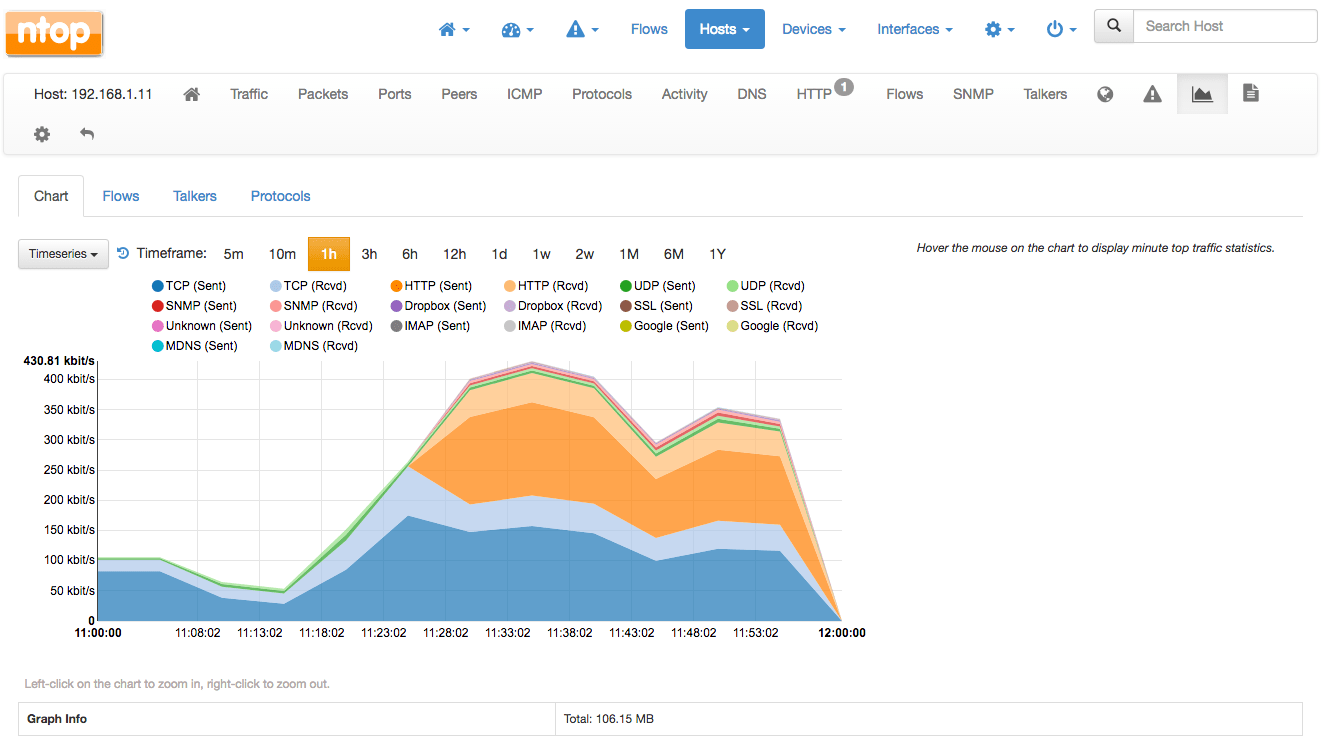 ntop
Flows Hosts Devices Interfaces Search Host
Host: 192.168.1.11 Traffic Packets Ports Peers ICMP Protocols Activity DNS HTTP 1 Flows SNMP Talkers
Chart Flows Talkers Protocols
Timeseries Timeframe: 5m 10m 1h 3h 6h 12h 1d 1w 2w 1M 6M 1Y
Hover the mouse on the chart to display minute top traffic statistics.
TCP (Sent) TCP (Rcvd) HTTP (Sent) HTTP (Rcvd) UDP (Sent) UDP (Rcvd)
SNMP (Sent) SNMP (Rcvd) Dropbox (Sent) Dropbox (Rcvd) SSL (Sent) SSL (Rcvd)
Unknown (Sent) Unknown (Rcvd) IMAP (Sent) IMAP (Rcvd) Google (Sent) Google (Rcvd)
MDNS (Sent) MDNS (Rcvd)
430.81 kbit/s
400 kbit/s
350 kbit/s
300 kbit/s
250 kbit/s
200 kbit/s
150 kbit/s
100 kbit/s
50 kbit/s
0
11:00:00 11:08:02 11:13:02 11:18:02 11:23:02 11:28:02 11:33:02 11:38:02 11:43:02 11:48:02 11:53:02 12:00:00
Left-click on the chart to zoom in, right-click to zoom out.
Graph Info Total: 106.15 MB